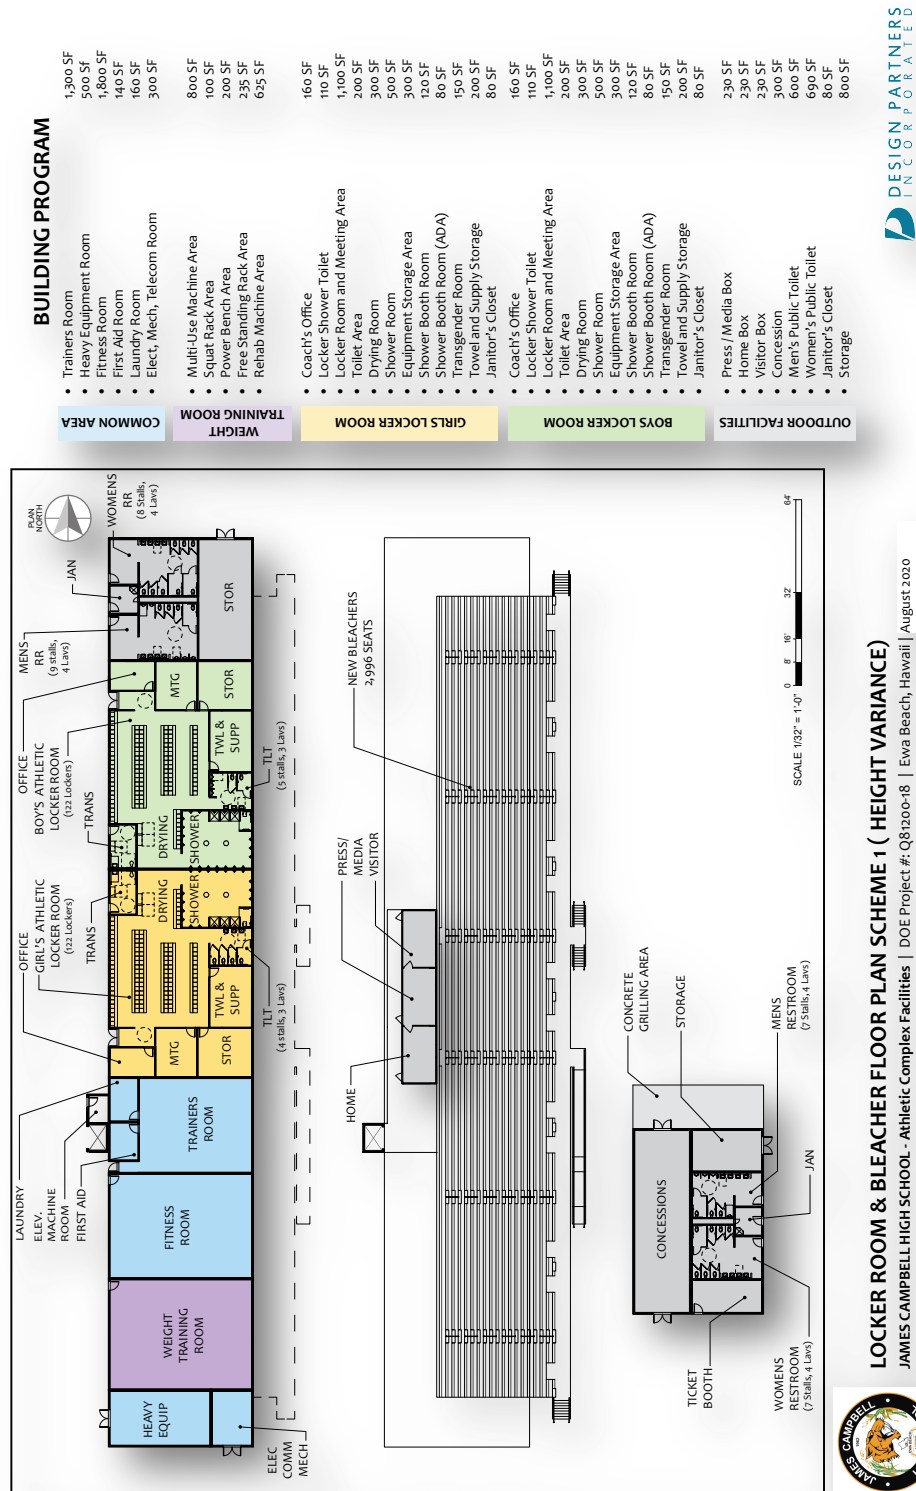 BUILDING PROGRAM
COMMON AREA
• Trainers Room 1,300 SF
• Heavy Equipment Room 500 Sf
• Fitness Room 1,800 SF
• First Aid Room 140 SF
• Laundry Room 160 SF
• Elect, Mech, Telecom Room 300 SF
WEIGHT
TRAINING ROOM
• Multi-Use Machine Area 800 SF
• Squat Rack Area 100 SF
• Power Bench Area 200 SF
• Free Standing Rack Area 235 SF
• Rehab Machine Area 625 SF
GIRLS LOCKER ROOM
• Coach's Office 160 SF
• Locker Shower Toilet 110 SF
• Locker Room and Meeting Area 1,100 SF
• Toilet Area 200 SF
• Drying Room 300 SF
• Shower Room 500 SF
• Equipment Storage Area 300 SF
• Shower Booth Room 120 SF
• Shower Booth Room (ADA) 80 SF
• Transgender Room 150 SF
• Towel and Supply Storage 200 SF
• Janitor's Closet 80 SF
BOYS LOCKER ROOM
• Coach's Office 160 SF
• Locker Shower Toilet 110 SF
• Locker Room and Meeting Area 1,100 SF
• Toilet Area 200 SF
• Drying Room 300 SF
• Shower Room 500 SF
• Equipment Storage Area 300 SF
• Shower Booth Room 120 SF
• Shower Booth Room (ADA) 80 SF
• Transgender Room 150 SF
• Towel and Supply Storage 200 SF
• Janitor's Closet 80 SF
OUTDOOR FACILITIES
• Press / Media Box 230 SF
• Home Box 230 SF
• Visitor Box 230 SF
• Concession 300 SF
• Men's Public Toilet 600 SF
• Women's Public Toilet 690 SF
• Janitor's Closet 80 SF
• Storage 800 SF
PLAN
NORTH
LAUNDRY
ELEV.
MACHINE
ROOM
FIRST AID
OFFICE
GIRL'S ATHLETIC
LOCKER ROOM
(122 Lockers)
TRANS
OFFICE
BOY'S ATHLETIC
LOCKER ROOM
(122 Lockers)
TRANS
MENS
RR
(9 stalls,
4 Lavs)
JAN
WOMENS
RR
(8 Stalls,
4 Lavs)
HEAVY
EQUIP
WEIGHT
TRAINING
ROOM
FITNESS
ROOM
TRAINERS
ROOM
MTG
STOR
TWL &
SUPP
DRYING
SHOWER
DRYING
SHOWER
TWL &
SUPP
MTG
STOR
STOR
ELEC
COMM
MECH
TLT
(4 stalls, 3 Lavs)
TLT
(5 stalls, 3 Lavs)
HOME
PRESS/
MEDIA
VISITOR
NEW BLEACHERS
2,996 SEATS
CONCRETE
GRILLING AREA
STORAGE
CONCESSIONS
TICKET
BOOTH
WOMENS
RESTROOM
(7 Stalls, 4 Lavs)
JAN
MENS
RESTROOM
(7 Stalls, 4 Lavs)
0 8' 16' 32' 64'
SCALE 1/32" = 1'-0"
LOCKER ROOM & BLEACHER FLOOR PLAN SCHEME 1 ( HEIGHT VARIANCE)
JAMES CAMPBELL HIGH SCHOOL - Athletic Complex Facilities | DOE Project #: Q81200-18 | Ewa Beach, Hawaii | August 2020
JAMES CAMPBELL
DESIGN PARTNERS
INCORPORATED